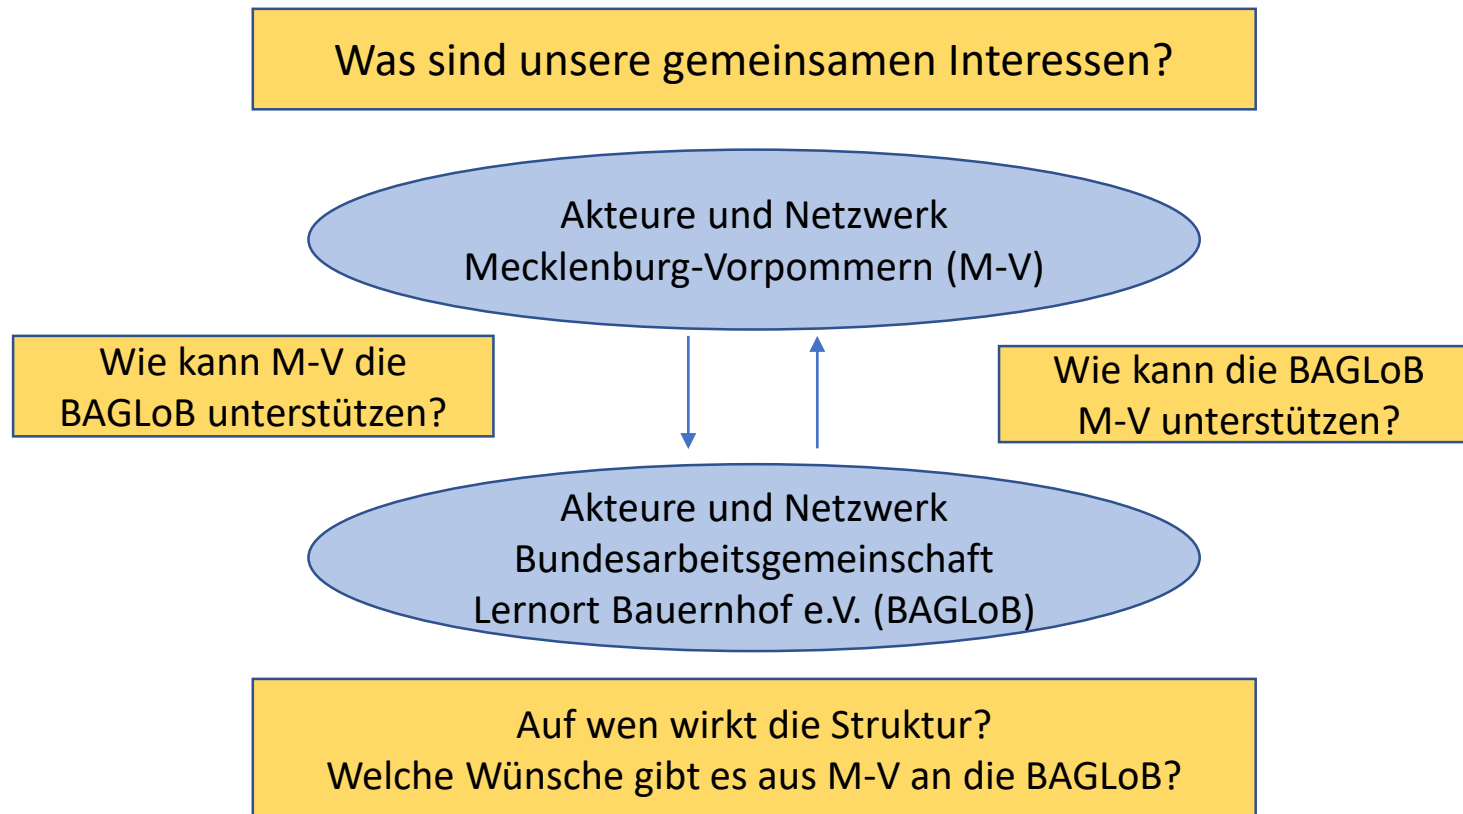 Was sind unsere gemeinsamen Interessen?
Akteure und Netzwerk
Mecklenburg-Vorpommern (M-V)
Wie kann M-V die
BAGLoB unterstützen?
Wie kann die BAGLoB
M-V unterstützen?
Akteure und Netzwerk
Bundesarbeitsgemeinschaft
Lernort Bauernhof e.V. (BAGLoB)
Auf wen wirkt die Struktur?
Welche Wünsche gibt es aus M-V an die BAGLoB?